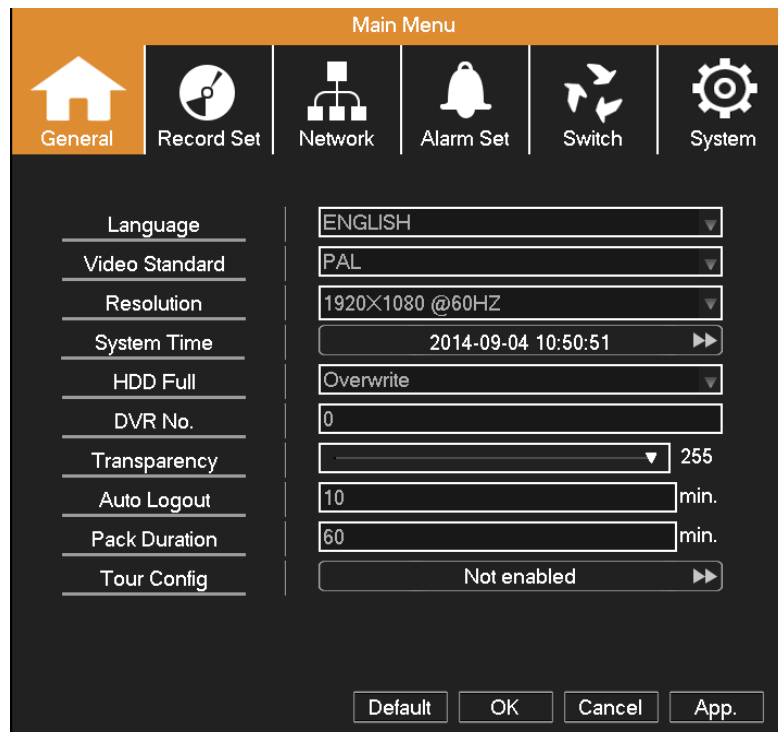 Main Menu
General Record Set Network Alarm Set Switch System
Language ENGLISH
Video Standard PAL
Resolution 1920X1080 @60HZ
System Time 2014-09-04 10:50:51
HDD Full Overwrite
DVR No. 0
Transparency 255
Auto Logout 10 min.
Pack Duration 60 min.
Tour Config Not enabled
Default OK Cancel App.